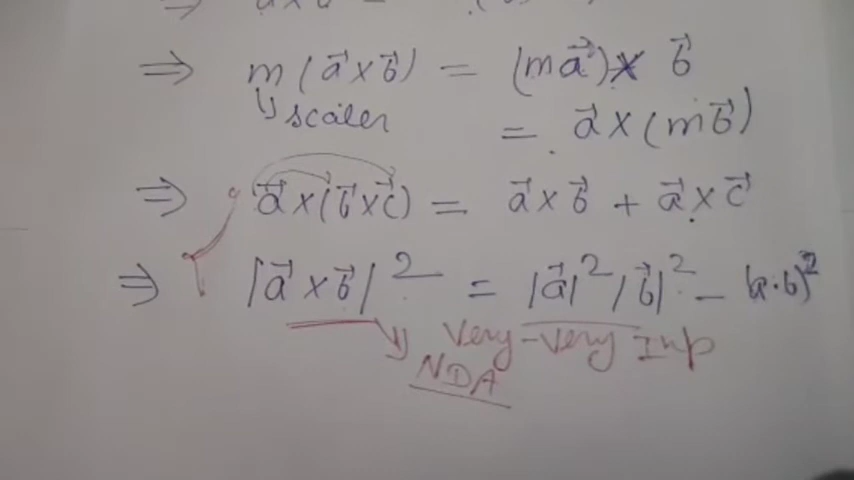 ⇒ m (a⃗ × b⃗) = (ma⃗) × b⃗
scaler
= a⃗ × (mb⃗)
⇒ a⃗ × (b⃗ × c⃗) = a⃗ × b⃗ + a⃗ × c⃗
⇒ |a⃗ × b⃗|² = |a⃗|² |b⃗|² – (a·b)²
Very-Very Imp
NDA